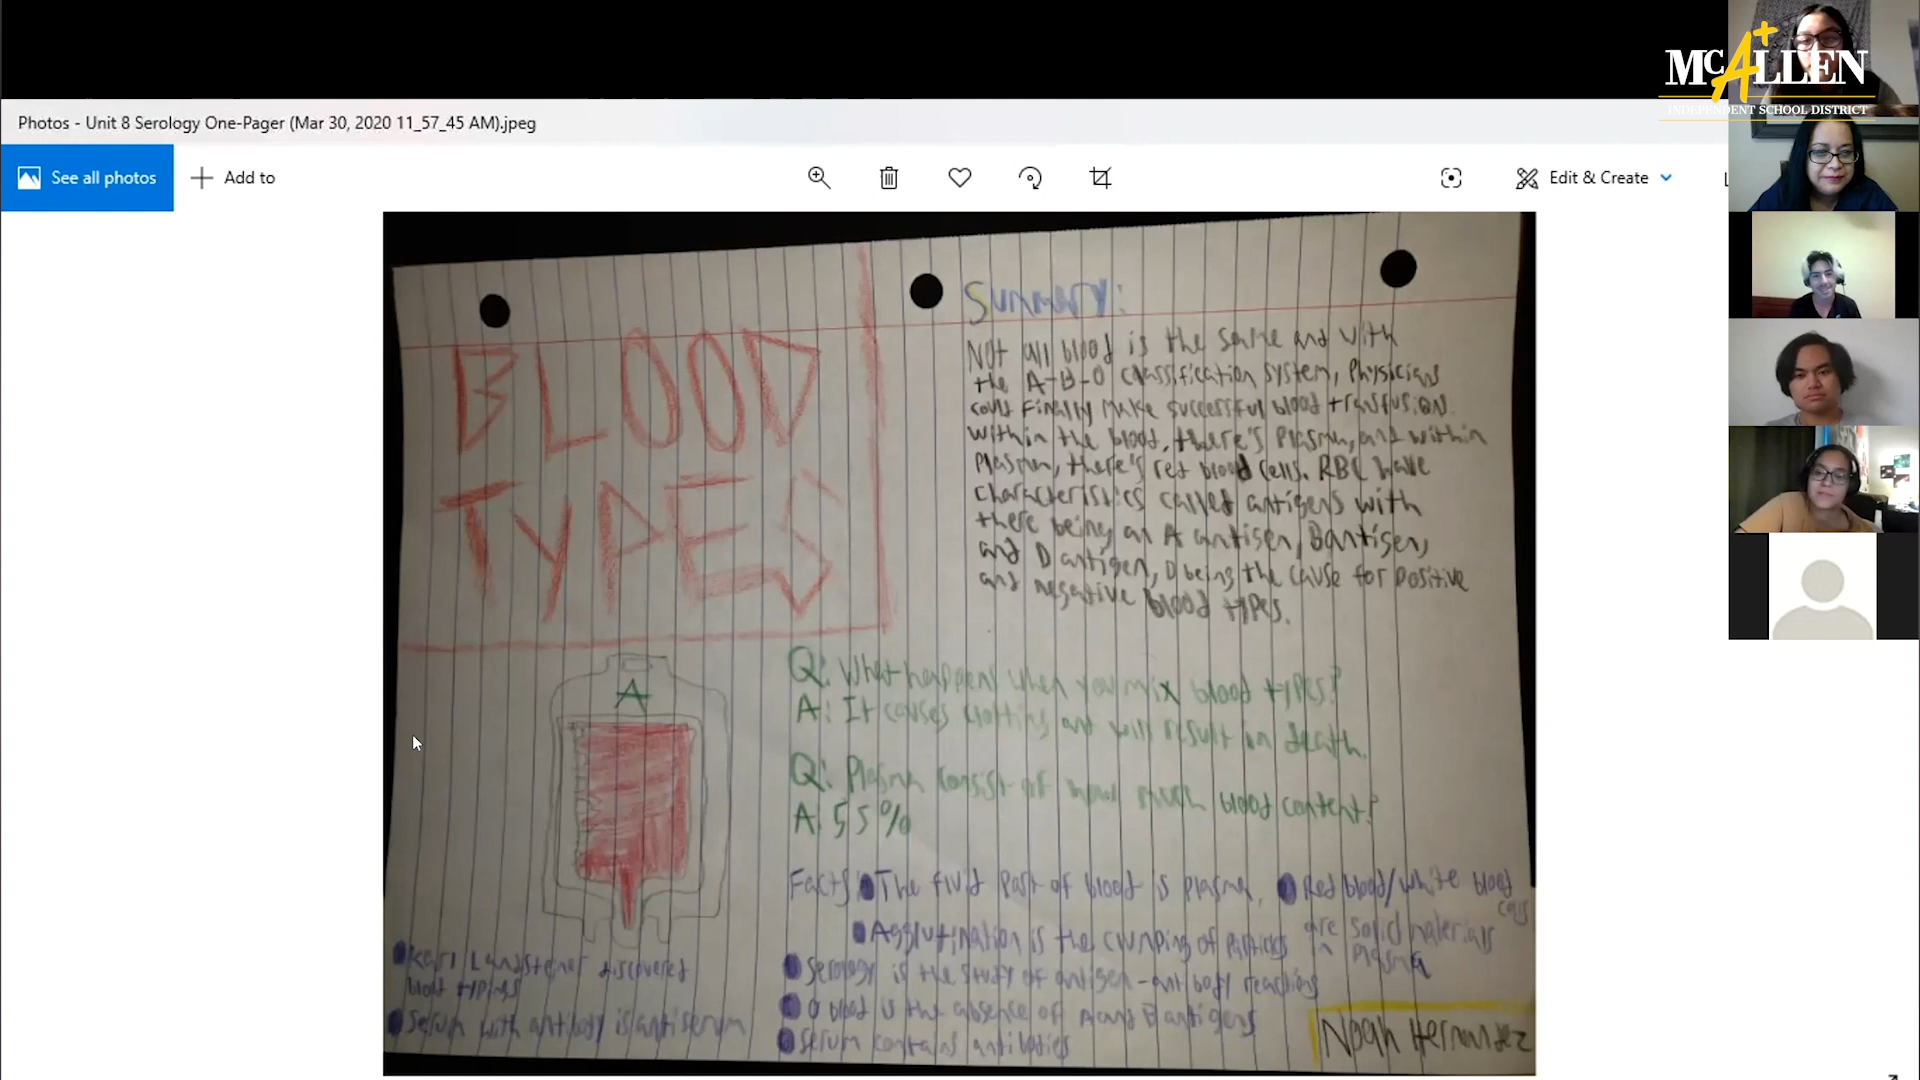 McALLEN
INDEPENDENT SCHOOL DISTRICT
Photos - Unit 8 Serology One-Pager (Mar 30, 2020 11_57_45 AM).jpeg
See all photos
Add to
Edit & Create
BLOOD
TYPES
Summery:
Not all blood is the same and with
the A-B-O classification system, Physicians
could finally make successful blood transfusion.
within the blood, there's Plasma, and within
Plasma, there's red blood cells. RBC have
characteristics called antigens with
there being an A antigen, B antigen,
and D antigen, D being the cause for positive
and negative blood types.
A
Q: What happens when you mix blood types?
A: It causes clotting and will result in death.
Q: Plasma consist of how much blood content?
A: 55%
Facts: The fluid part of blood is plasma.
Red blood/white blood
cells
are solid materials
in Plasma
Agglutination is the clumping of particles
Serology is the study of antigen-antibody reactions
O blood is the absence of A and B antigens
Serum contains antibodies
Karl Landsteiner discovered
blood typings
Serum with antibody is antiserum
Noah Hernandez